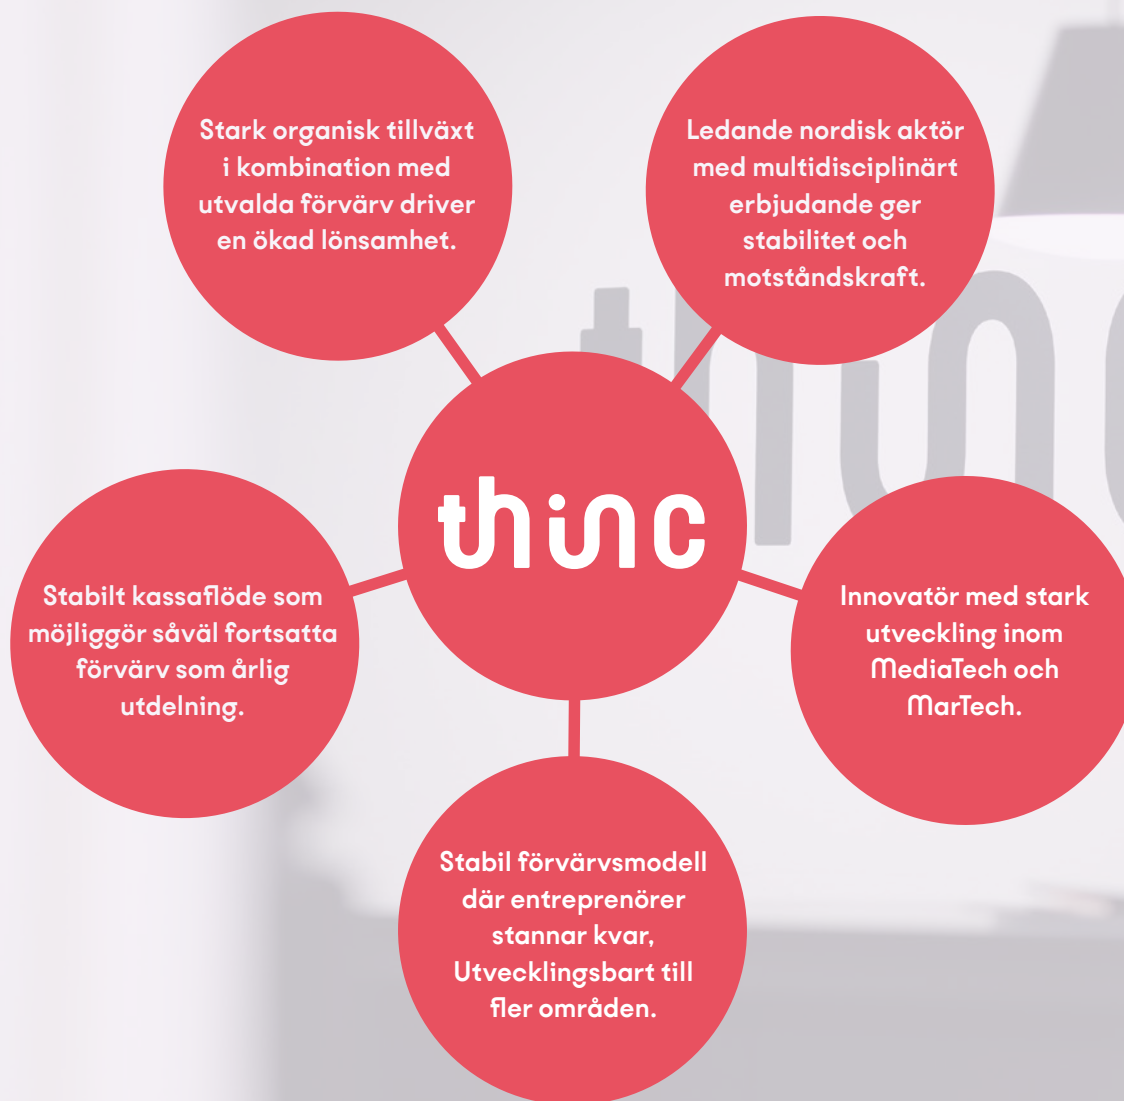 Stark organisk tillväxt
i kombination med
utvalda förvärv driver
en ökad lönsamhet.
Ledande nordisk aktör
med multidisciplinärt
erbjudande ger
stabilitet och
motståndskraft.
thinc
thinc
Stabilt kassaflöde som
möjliggör såväl fortsatta
förvärv som årlig
utdelning.
Innovatör med stark
utveckling inom
MediaTech och
MarTech.
Stabil förvärvsmodell
där entreprenörer
stannar kvar,
Utvecklingsbart till
fler områden.